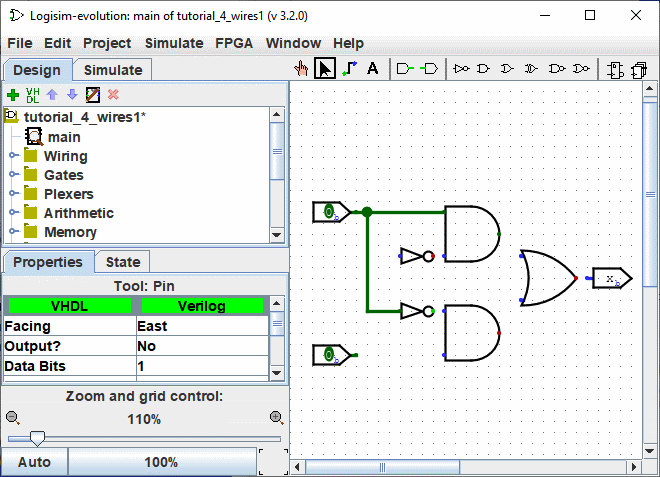 Logisim-evolution: main of tutorial_4_wires1 (v 3.2.0)
File Edit Project Simulate FPGA Window Help
Design Simulate
A
VH
DL
tutorial_4_wires1*
main
Wiring
Gates
Plexers
Arithmetic
Memory
Properties State
Tool: Pin
VHDL Verilog
Facing East
Output? No
Data Bits 1
Zoom and grid control:
110%
Auto 100%
0
x
0